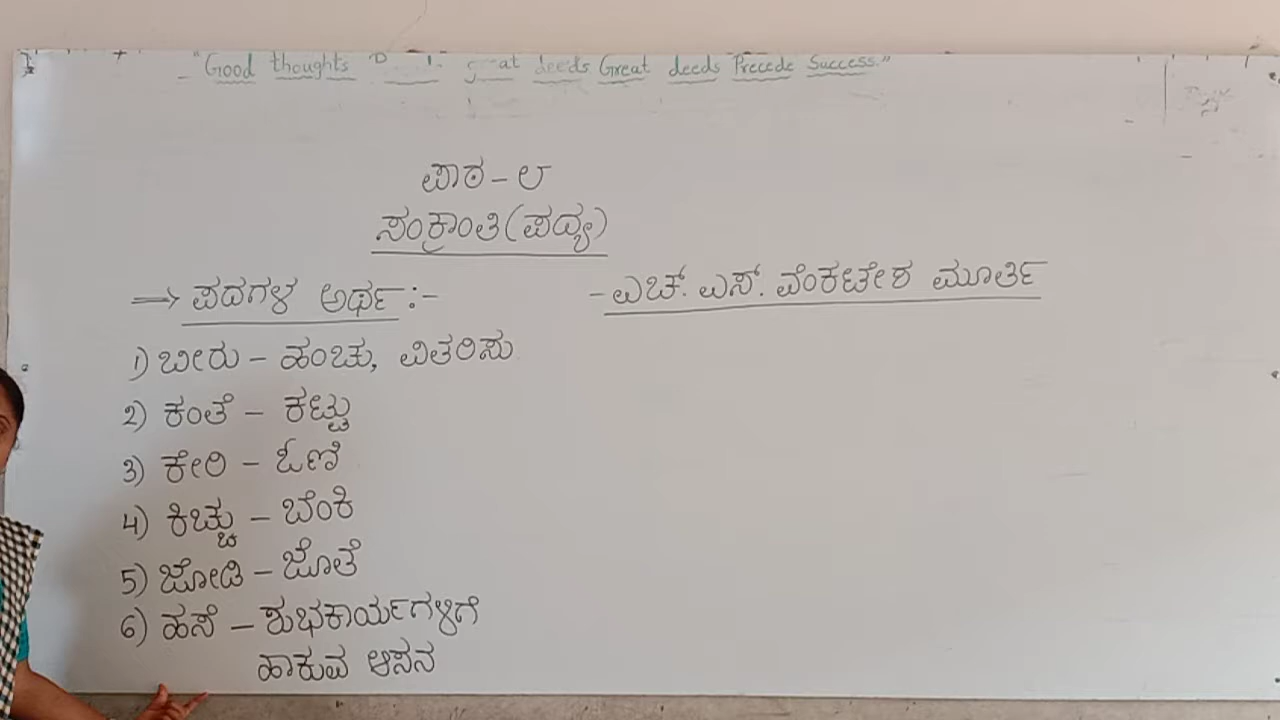 "Good thoughts great deeds Great deeds Precede Success."
ಪಾಠ - ೮
ಸಂಕ್ರಾಂತಿ (ಪದ್ಯ)
- ಎಚ್. ಎಸ್. ವೆಂಕಟೇಶ ಮೂರ್ತಿ
→ ಪದಗಳ ಅರ್ಥ :-
1) ಬೀರು - ಹಂಚು, ವಿತರಿಸು
2) ಕಂತೆ - ಕಟ್ಟು
3) ಕೇರಿ - ಓಣಿ
4) ಕಿಚ್ಚು - ಬೆಂಕಿ
5) ಜೋಡಿ - ಜೊತೆ
6) ಹಸೆ - ಶುಭಕಾರ್ಯಗಳಿಗೆ
ಹಾಕುವ ಆಸನ